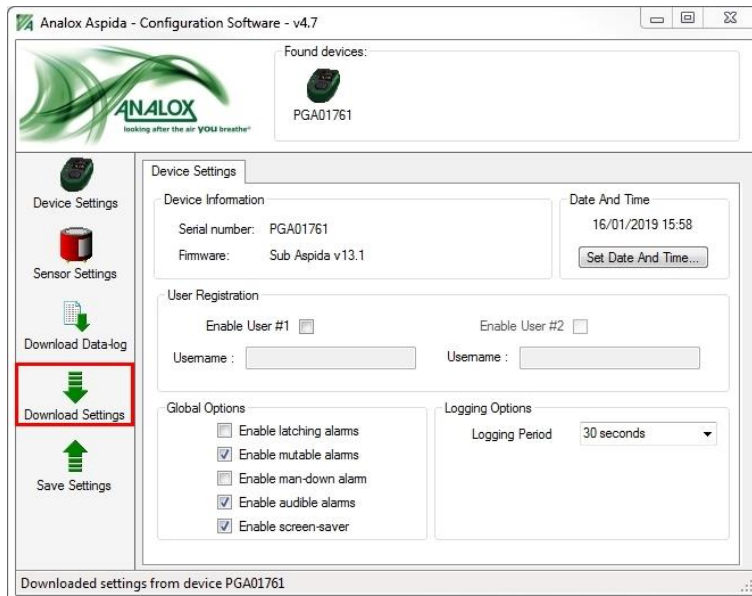 Analox Aspida - Configuration Software - v4.7
Found devices:
PGA01761
ANALOX
looking after the air YOU breathe®
Device Settings
Sensor Settings
Download Data-log
Download Settings
Save Settings
Device Settings
Device Information
Serial number: PGA01761
Firmware: Sub Aspida v13.1
Date And Time
16/01/2019 15:58
Set Date And Time...
User Registration
Enable User #1 Enable User #2
Username : Username :
Global Options
Enable latching alarms
Enable mutable alarms
Enable man-down alarm
Enable audible alarms
Enable screen-saver
Logging Options
Logging Period 30 seconds
Downloaded settings from device PGA01761